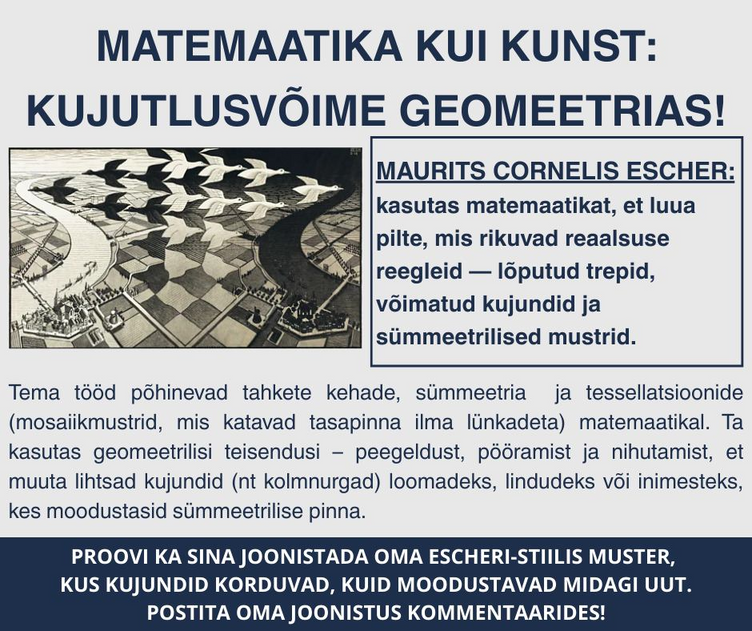 MATEMAATIKA KUI KUNST:
KUJUTLUSVÕIME GEOMEETRIAS!
MAURITS CORNELIS ESCHER:
kasutas matemaatikat, et luua
pilte, mis rikuvad reaalsuse
reegleid — lõputud trepid,
võimatud kujundid ja
sümmeetrilised mustrid.
Tema tööd põhinevad tahkete kehade, sümmeetria ja tessellatsioonide
(mosaiikmustrid, mis katavad tasapinna ilma lünkadeta) matemaatikal. Ta
kasutas geomeetrilisi teisendusi – peegeldust, pööramist ja nihutamist, et
muuta lihtsad kujundid (nt kolmnurgad) loomadeks, lindudeks või inimesteks,
kes moodustasid sümmeetrilise pinna.
PROOVI KA SINA JOONISTADA OMA ESCHERI-STIILIS MUSTER,
KUS KUJUNDID KORDUVAD, KUID MOODUSTAVAD MIDAGI UUT.
POSTITA OMA JOONISTUS KOMMENTAARIDES!